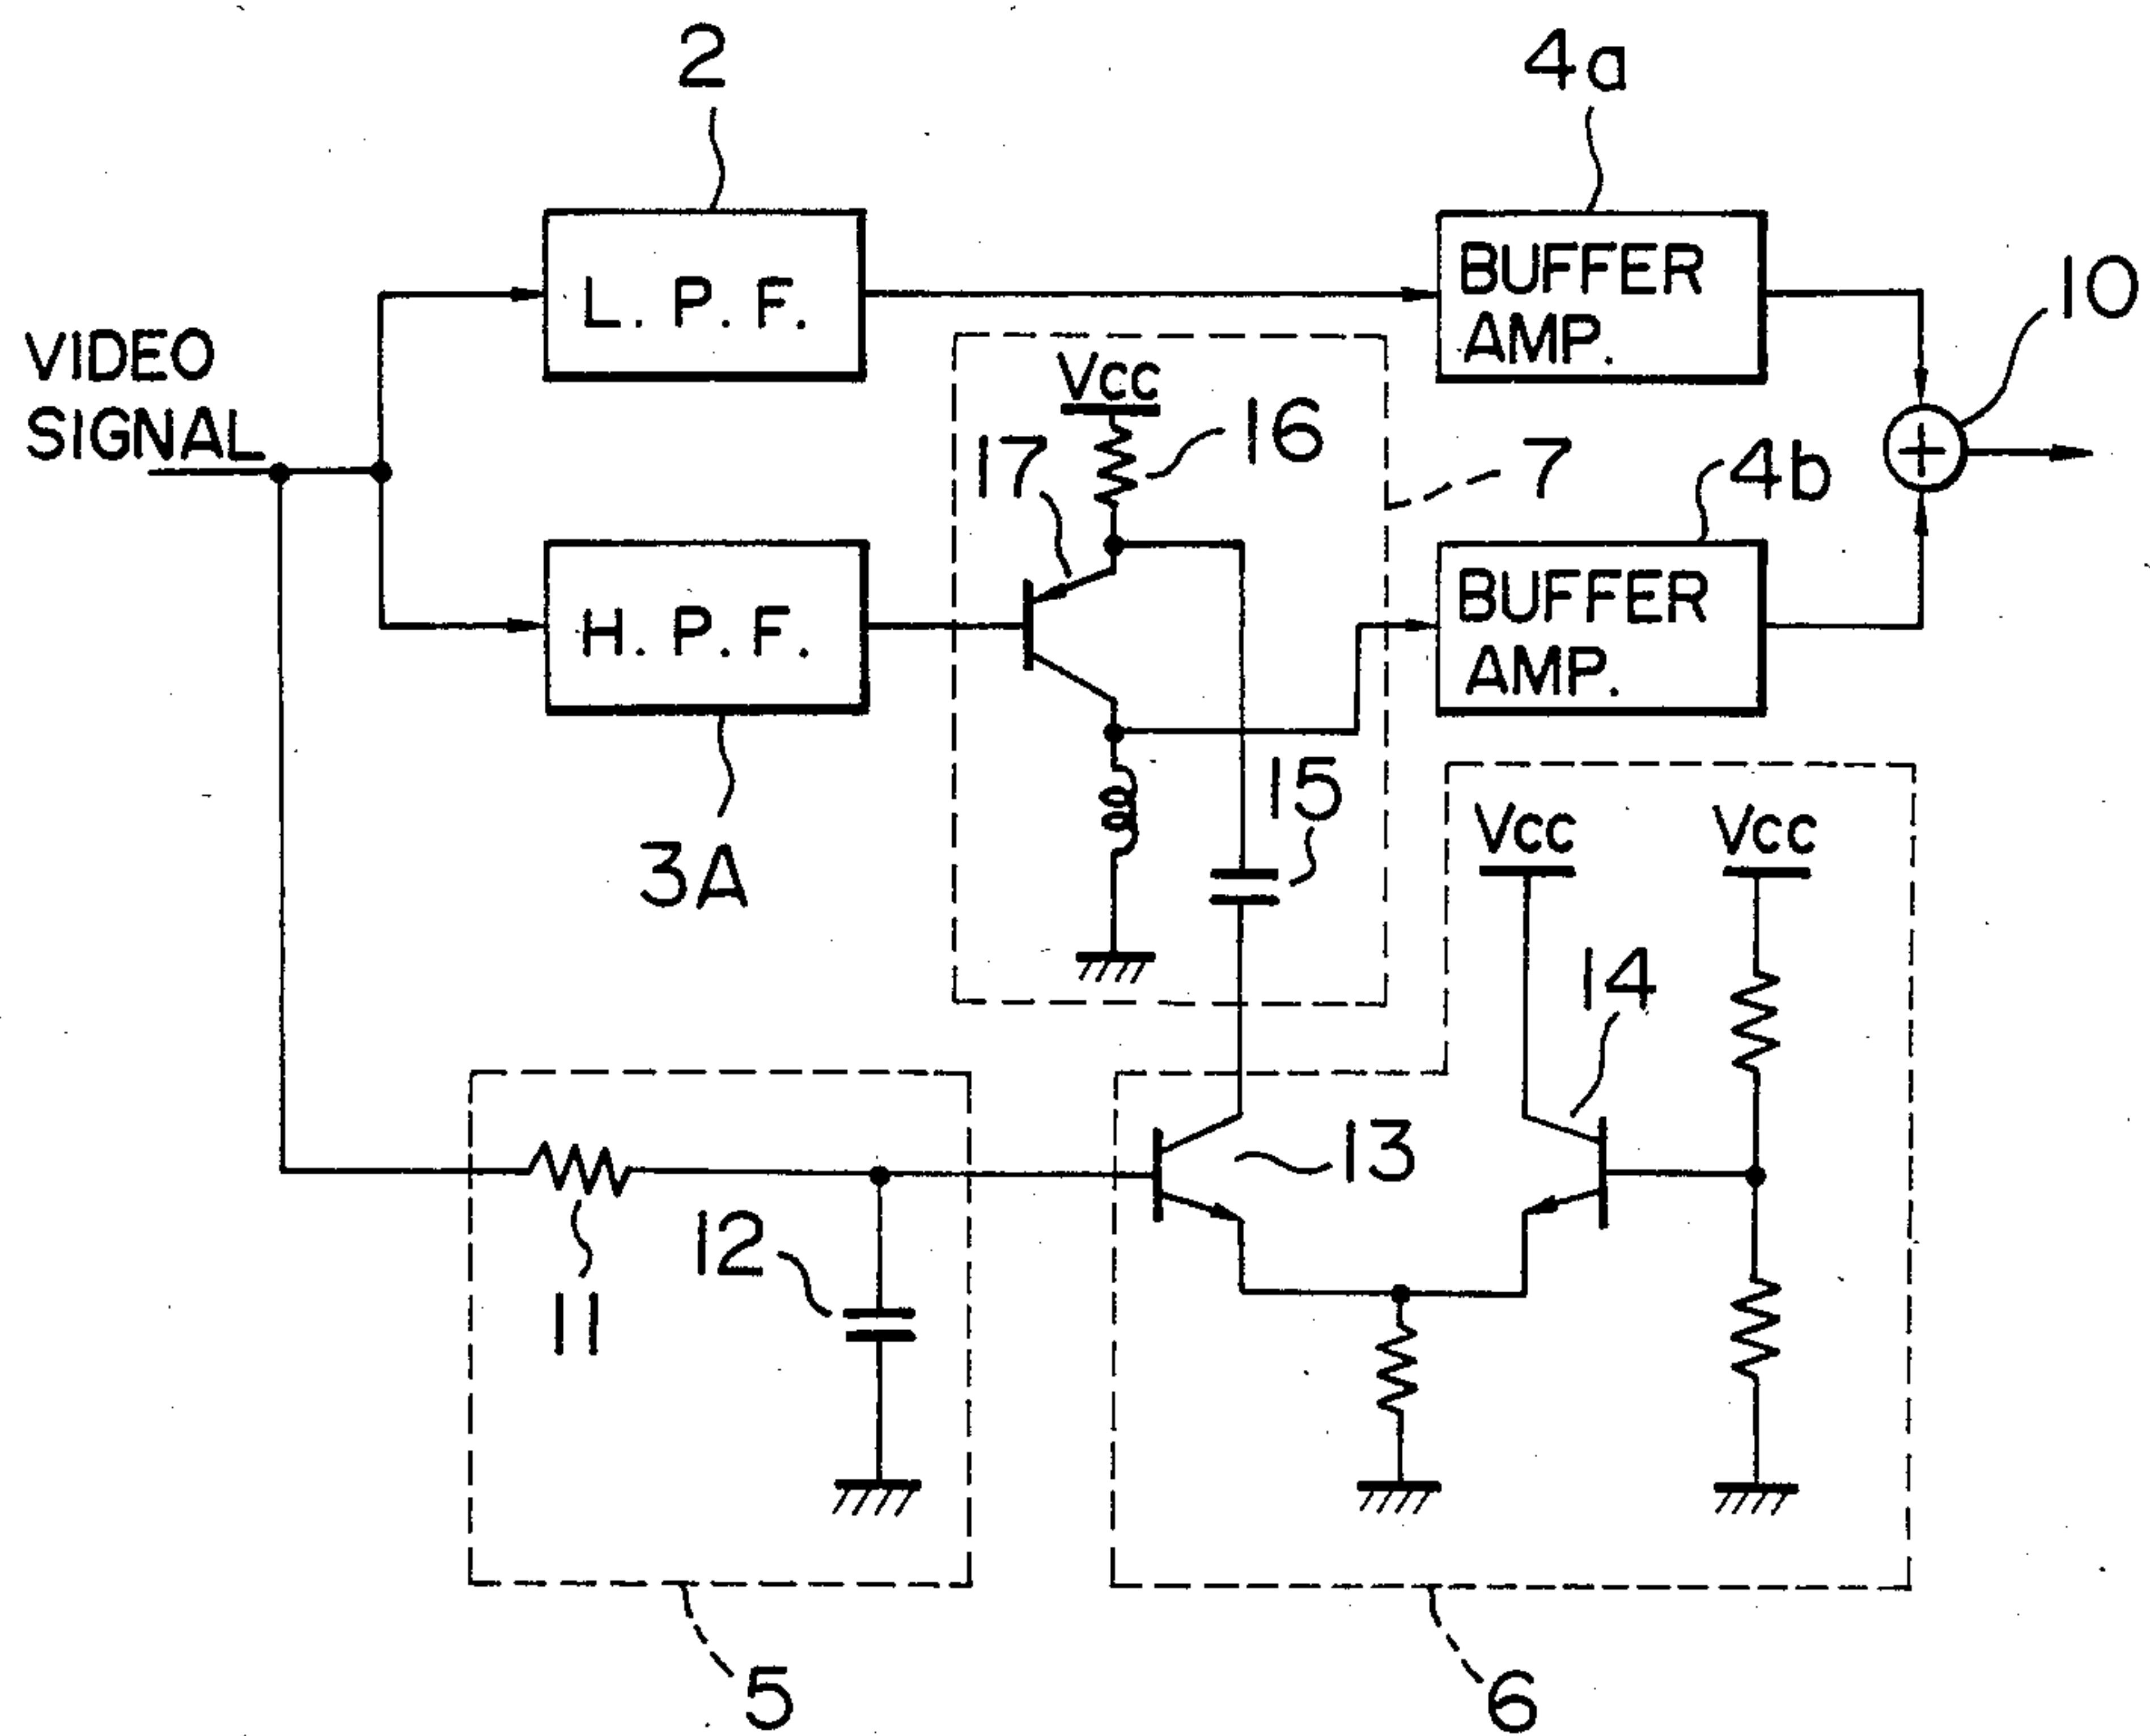 2
4a
L. P. F.
BUFFER
AMP.
10
VIDEO
SIGNAL
Vcc
16
17
7
4b
H. P. F.
BUFFER
AMP.
3A
15
Vcc
Vcc
14
13
12
11
5
6